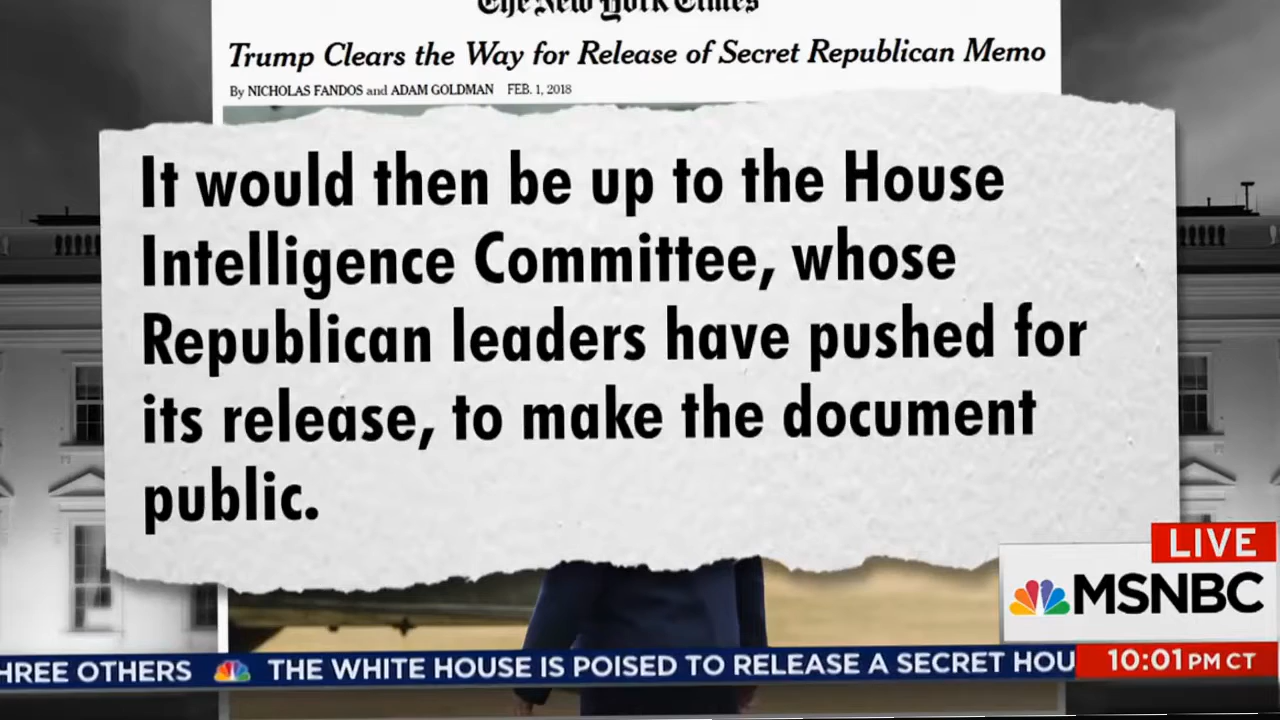 The New York Times
Trump Clears the Way for Release of Secret Republican Memo
By NICHOLAS FANDOS and ADAM GOLDMAN FEB. 1, 2018
It would then be up to the House
Intelligence Committee, whose
Republican leaders have pushed for
its release, to make the document
public.
LIVE
MSNBC
HREE OTHERS THE WHITE HOUSE IS POISED TO RELEASE A SECRET HOU
10:01 PM CT